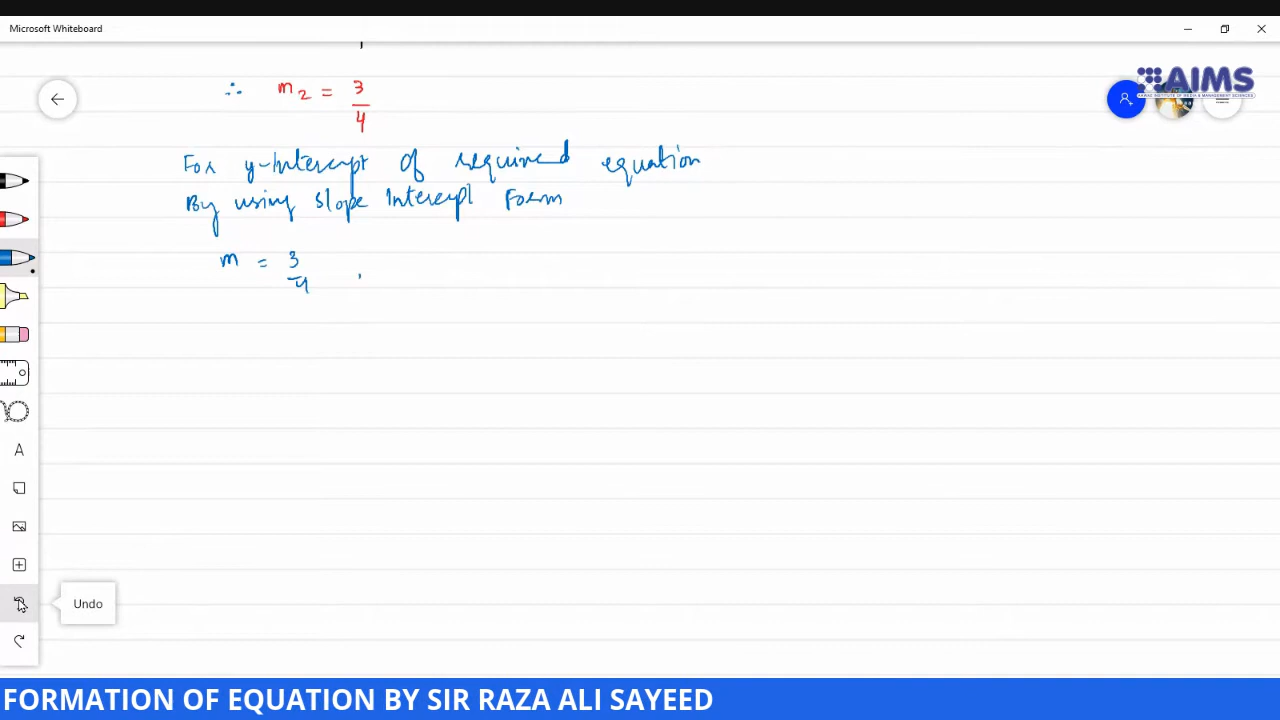 Microsoft Whiteboard
AIMS
∴ m2 = 3/4
For y-Intercept of required equation
By using slope Intercept Form
m = 3/4 ,
A
Undo
FORMATION OF EQUATION BY SIR RAZA ALI SAYEED